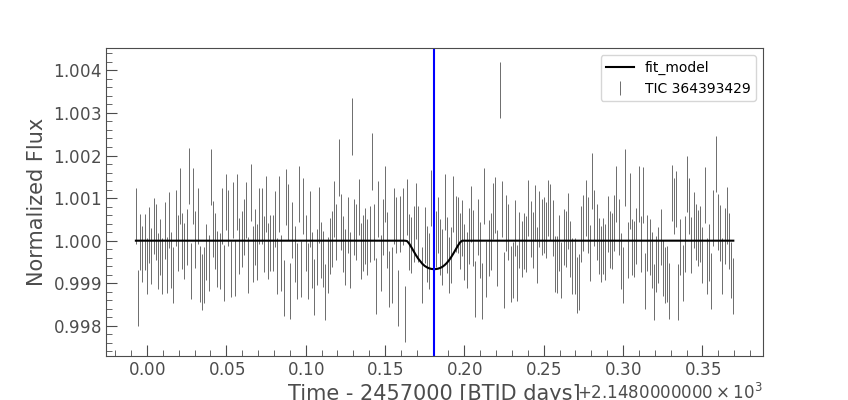 fit_model
TIC 364393429
Normalized Flux
1.004
1.003
1.002
1.001
1.000
0.999
0.998
0.00 0.05 0.10 0.15 0.20 0.25 0.30 0.35
Time - 2457000 [BTJD days]
+2.1480000000 × 10³